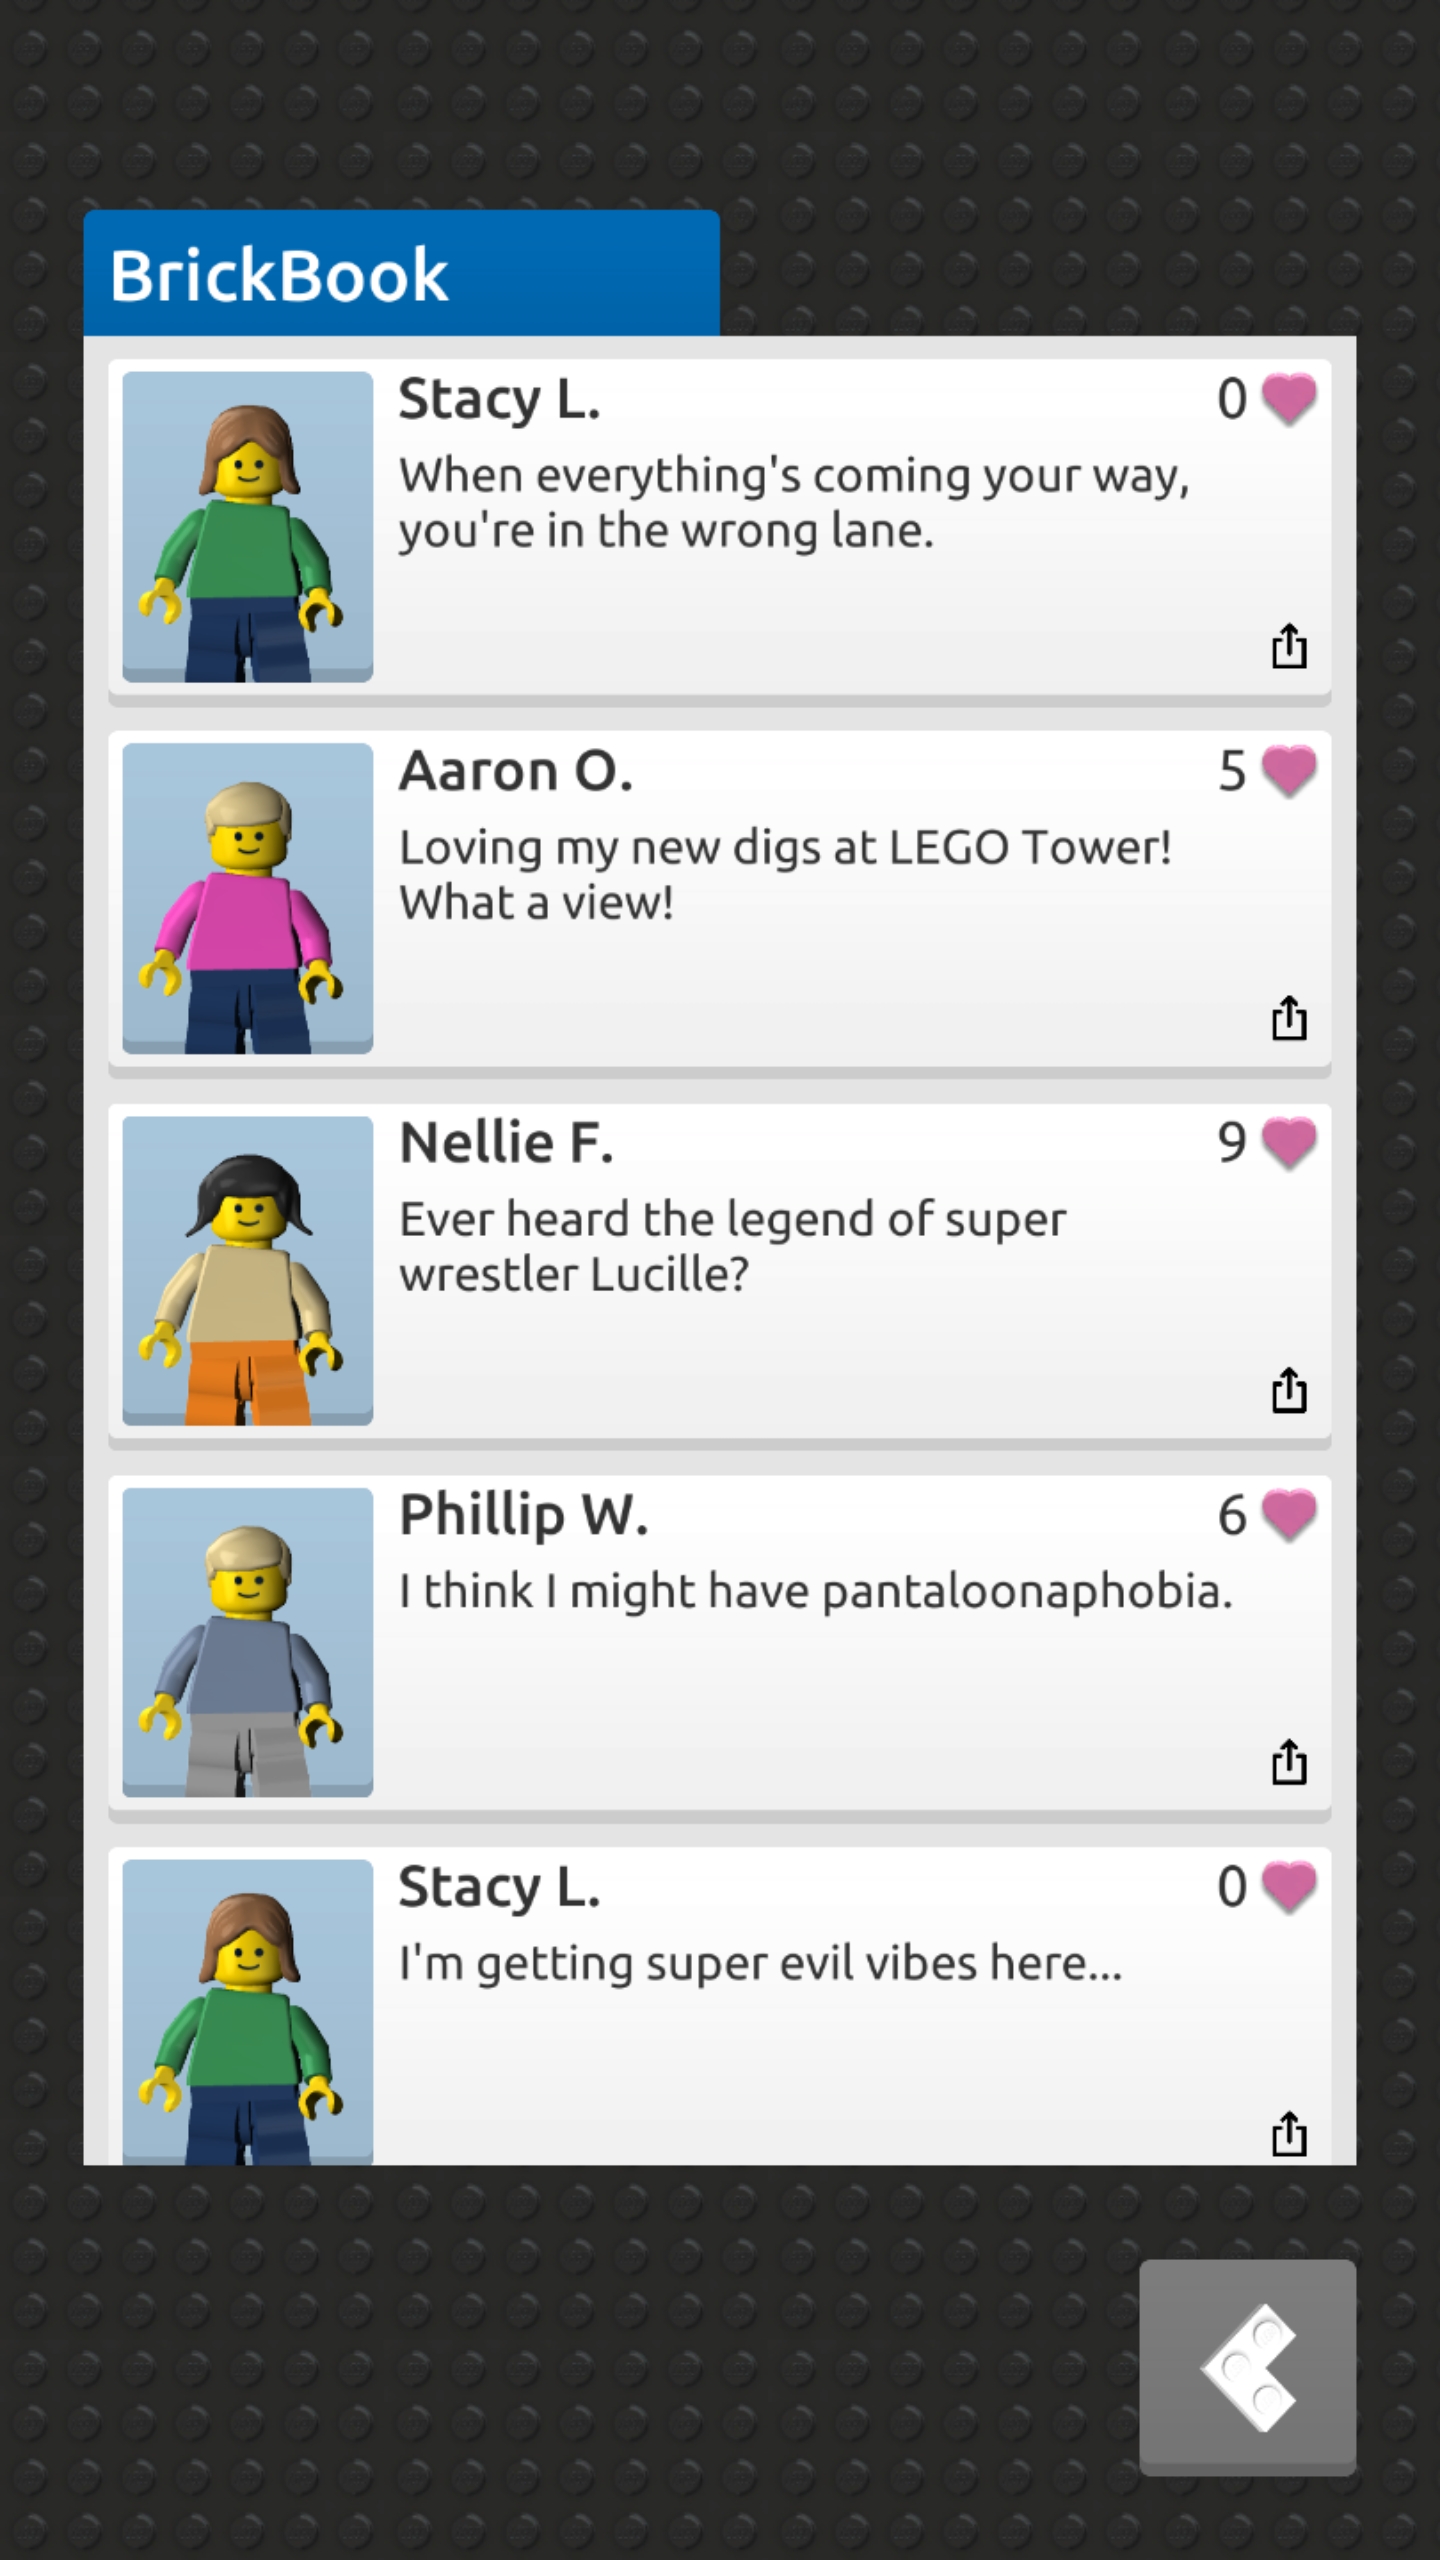 BrickBook
Stacy L.
0
When everything's coming your way,
you're in the wrong lane.
Aaron O.
5
Loving my new digs at LEGO Tower!
What a view!
Nellie F.
9
Ever heard the legend of super
wrestler Lucille?
Phillip W.
6
I think I might have pantaloonaphobia.
Stacy L.
0
I'm getting super evil vibes here...